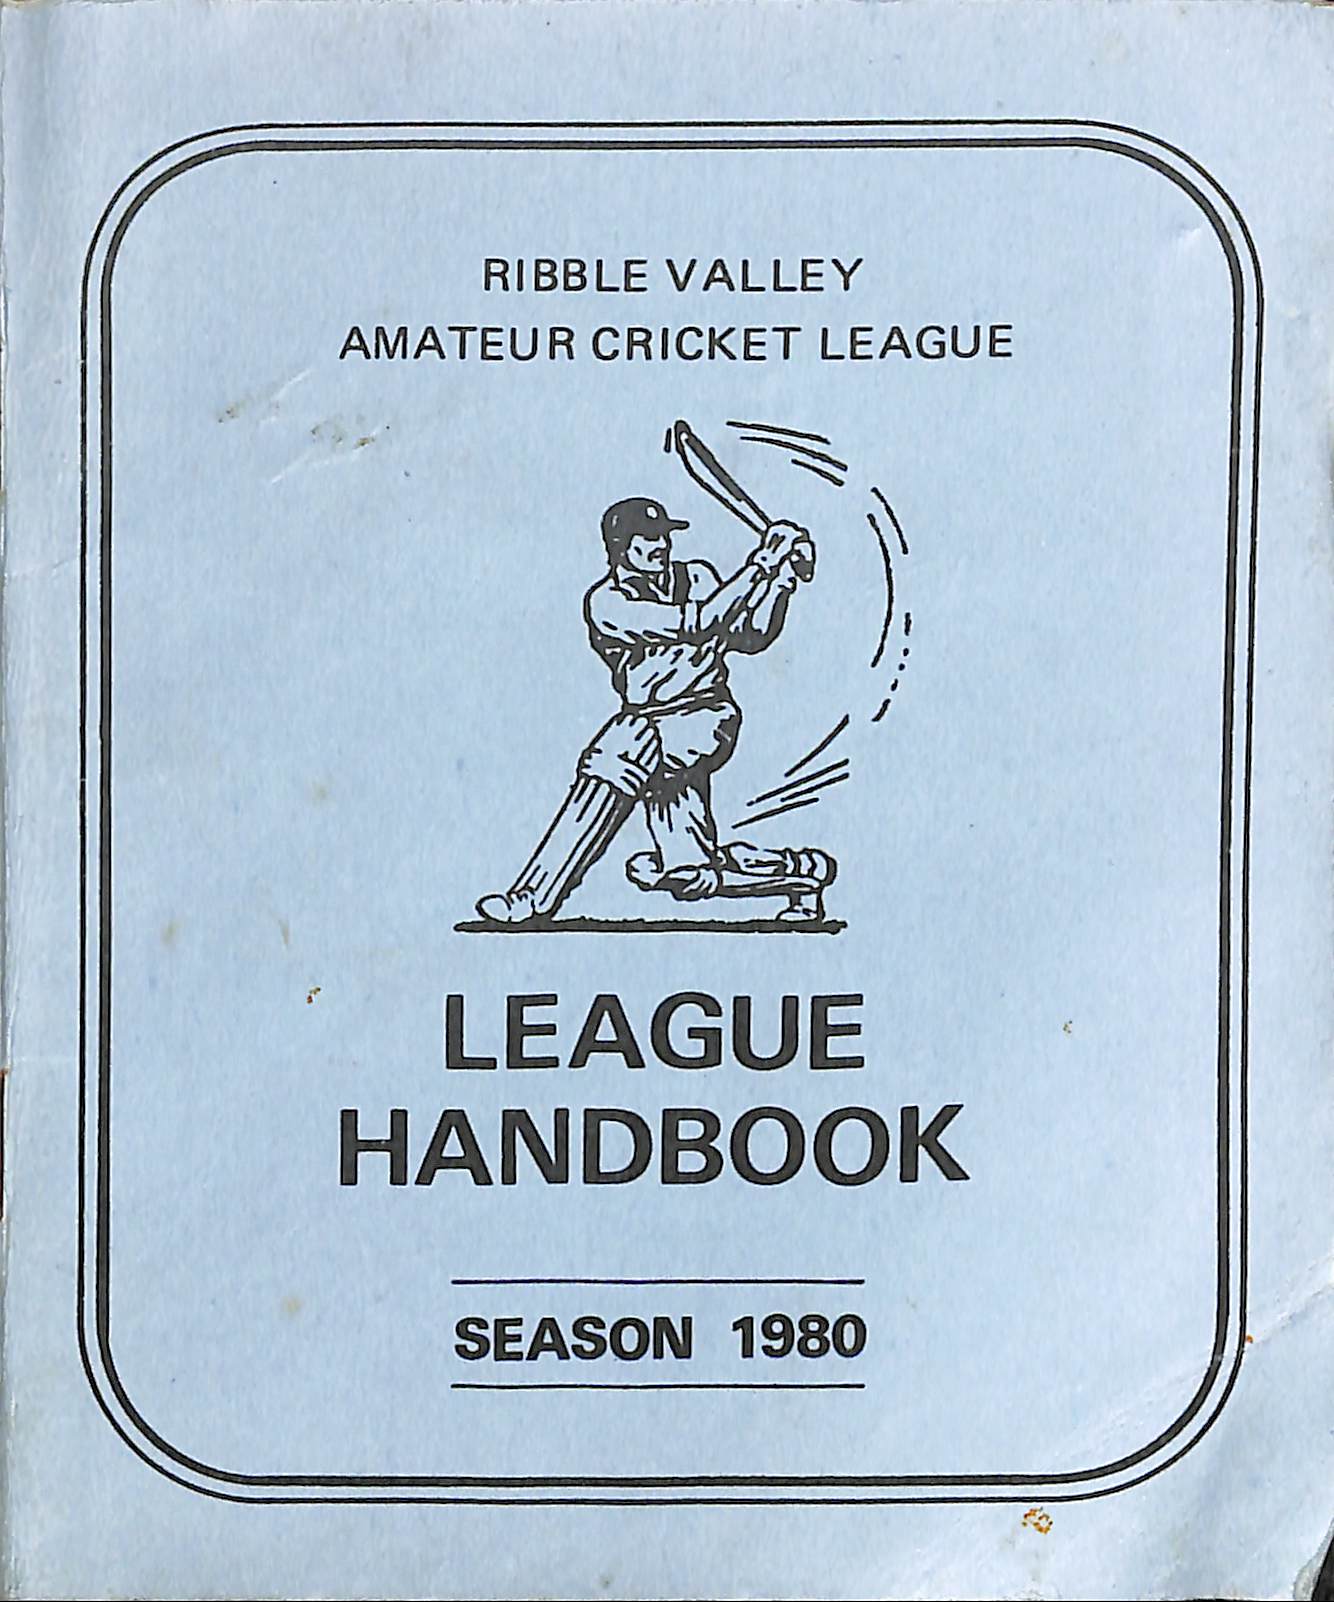 RIBBLE VALLEY
AMATEUR CRICKET LEAGUE
LEAGUE
HANDBOOK
SEASON 1980